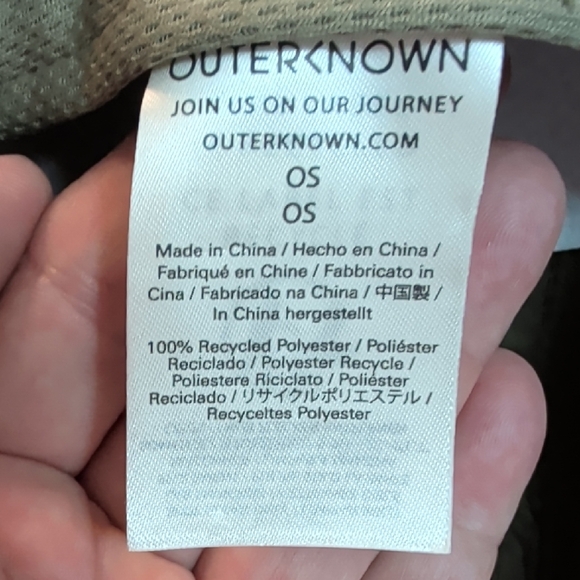 OUTERKNOWN
JOIN US ON OUR JOURNEY
OUTERKNOWN.COM
OS
OS
Made in China / Hecho en China /
Fabriqué en Chine / Fabbricato in
Cina / Fabricado na China / 中国製 /
In China hergestellt
100% Recycled Polyester / Poliéster
Reciclado / Polyester Recycle /
Poliestere Riciclato / Poliéster
Reciclado / リサイクルポリエステル /
Recyceltes Polyester